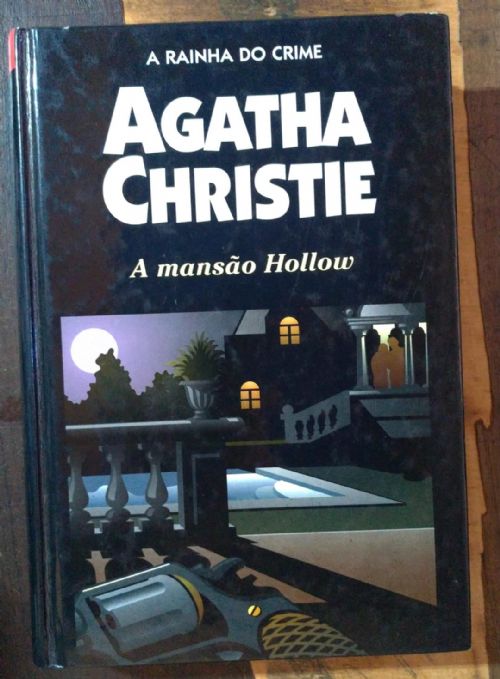 A RAINHA DO CRIME
AGATHA
CHRISTIE
A mansão Hollow